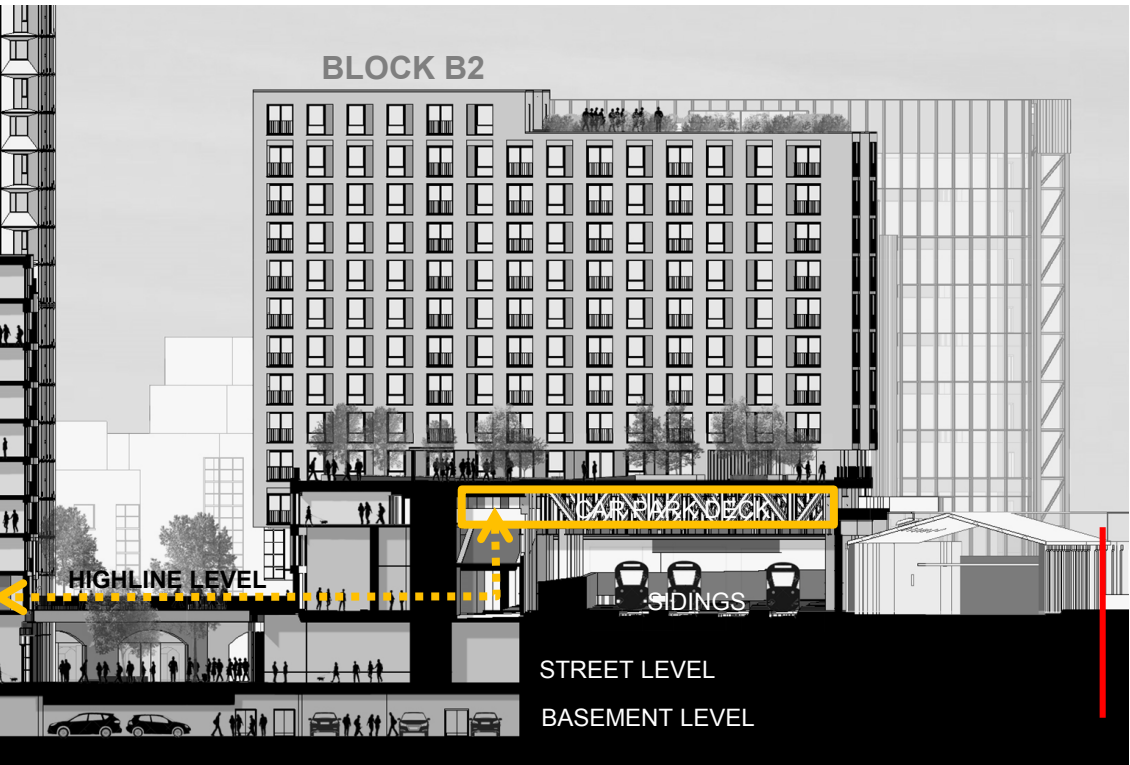 BLOCK B2
CAR PARK DECK
HIGHLINE LEVEL
SIDINGS
STREET LEVEL
BASEMENT LEVEL